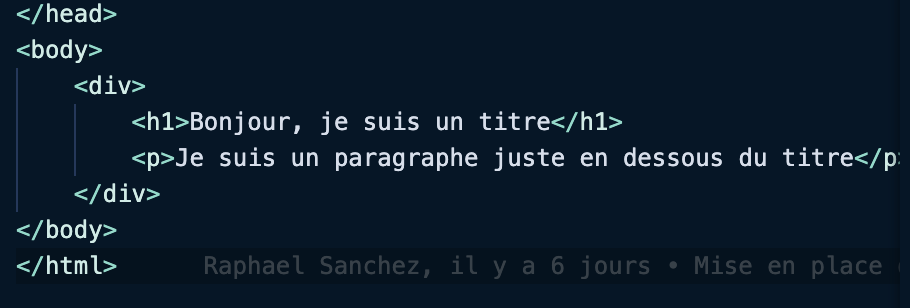 </head>
<body>
<div>
<h1>Bonjour, je suis un titre</h1>
<p>Je suis un paragraphe juste en dessous du titre</p>
</div>
</body>
</html> Raphael Sanchez, il y a 6 jours • Mise en place